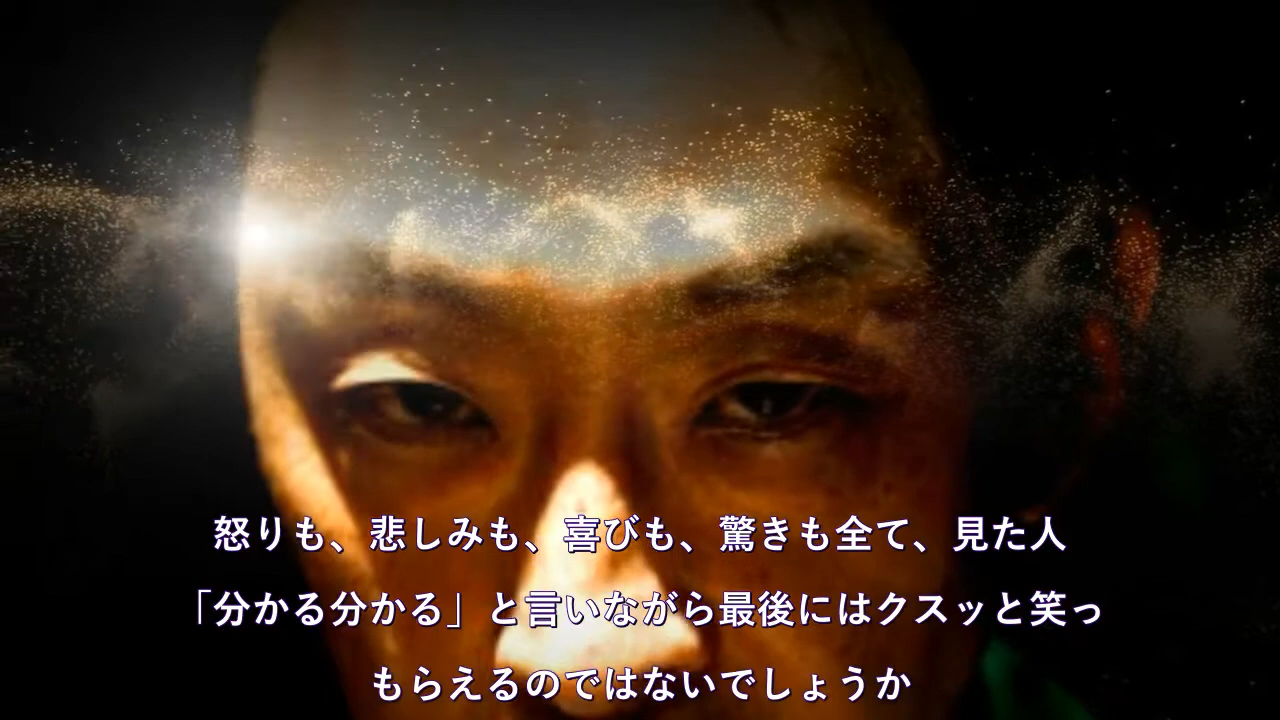 怒りも、悲しみも、喜びも、驚きも全て、見た人
「分かる分かる」と言いながら最後にはクスッと笑っ
もらえるのではないでしょうか